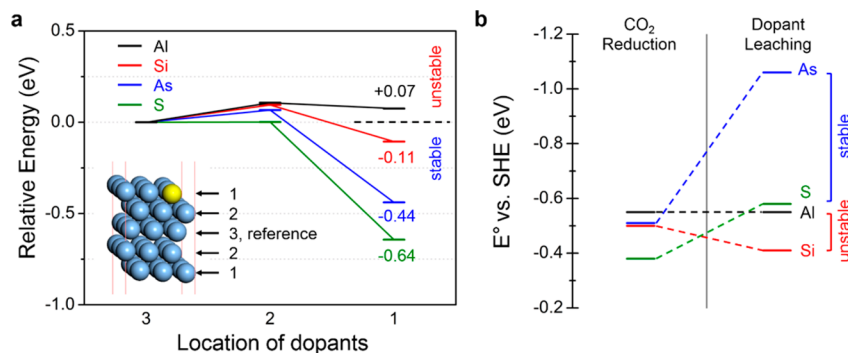 a
0.5
0.0
-0.5
-1.0
Relative Energy (eV)
Al
Si
As
S
+0.07
-0.11
-0.44
-0.64
unstable
stable
1
2
3, reference
2
1
3
2
1
Location of dopants
b
CO₂
Reduction
Dopant
Leaching
-1.2
-1.0
-0.8
-0.6
-0.4
-0.2
E° vs. SHE (eV)
As
S
Al
Si
stable
unstable